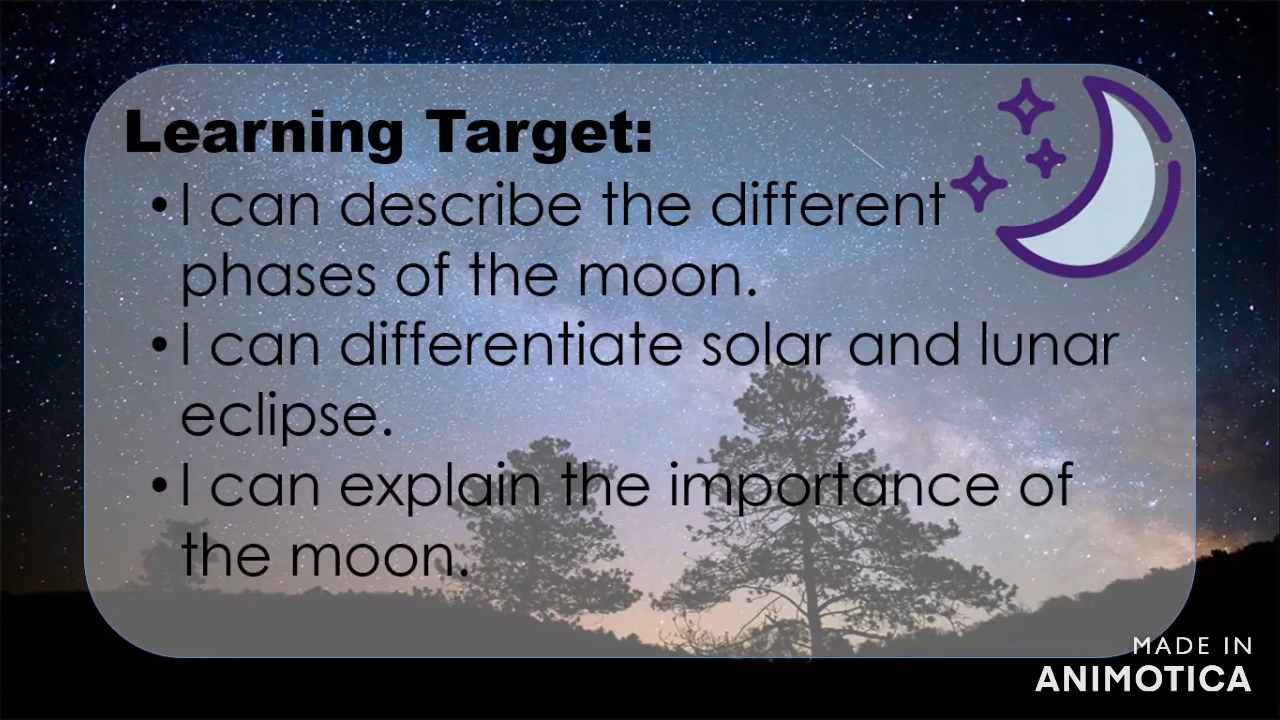 Learning Target:
• I can describe the different
phases of the moon.
• I can differentiate solar and lunar
eclipse.
• I can explain the importance of
the moon.
MADE IN
ANIMOTICA